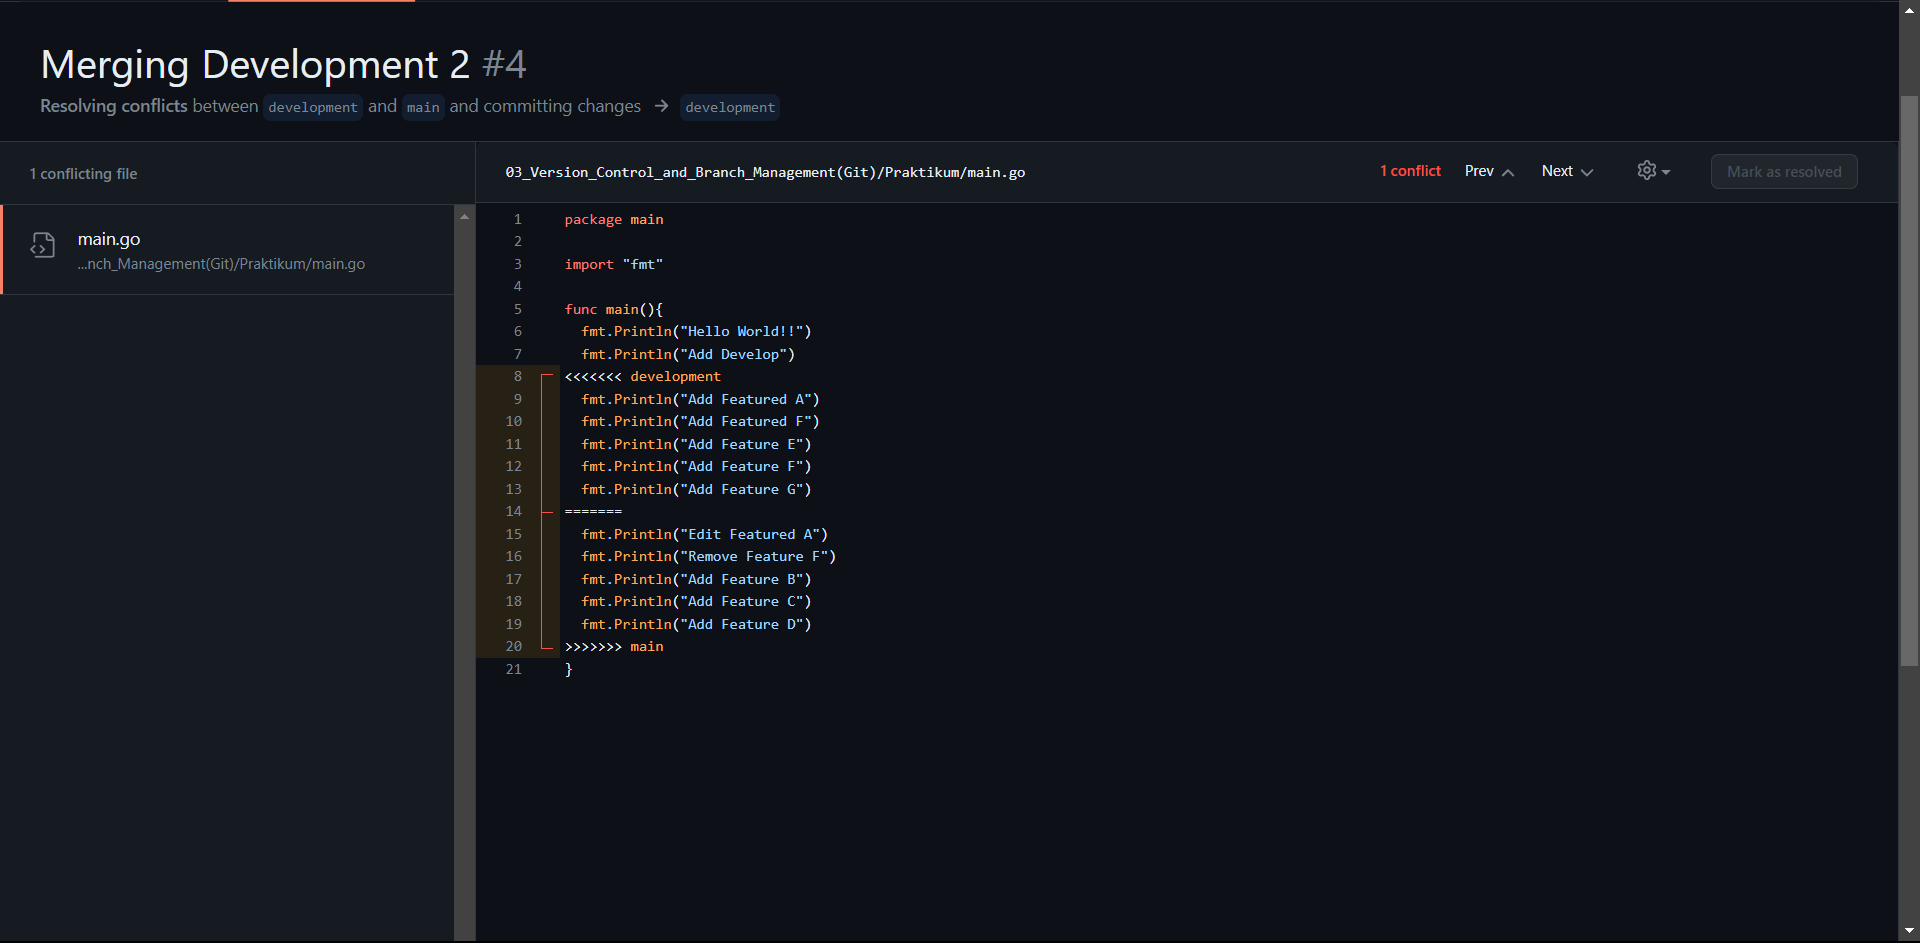 Merging Development 2 #4
Resolving conflicts between development and main and committing changes → development
1 conflicting file
main.go
...nch_Management(Git)/Praktikum/main.go
03_Version_Control_and_Branch_Management(Git)/Praktikum/main.go
1 conflict Prev Next Mark as resolved
1 package main
2
3 import "fmt"
4
5 func main(){
6   fmt.Println("Hello World!!")
7   fmt.Println("Add Develop")
8 <<<<<<< development
9   fmt.Println("Add Featured A")
10   fmt.Println("Add Featured F")
11   fmt.Println("Add Feature E")
12   fmt.Println("Add Feature F")
13   fmt.Println("Add Feature G")
14 =======
15   fmt.Println("Edit Featured A")
16   fmt.Println("Remove Feature F")
17   fmt.Println("Add Feature B")
18   fmt.Println("Add Feature C")
19   fmt.Println("Add Feature D")
20 >>>>>>> main
21 }